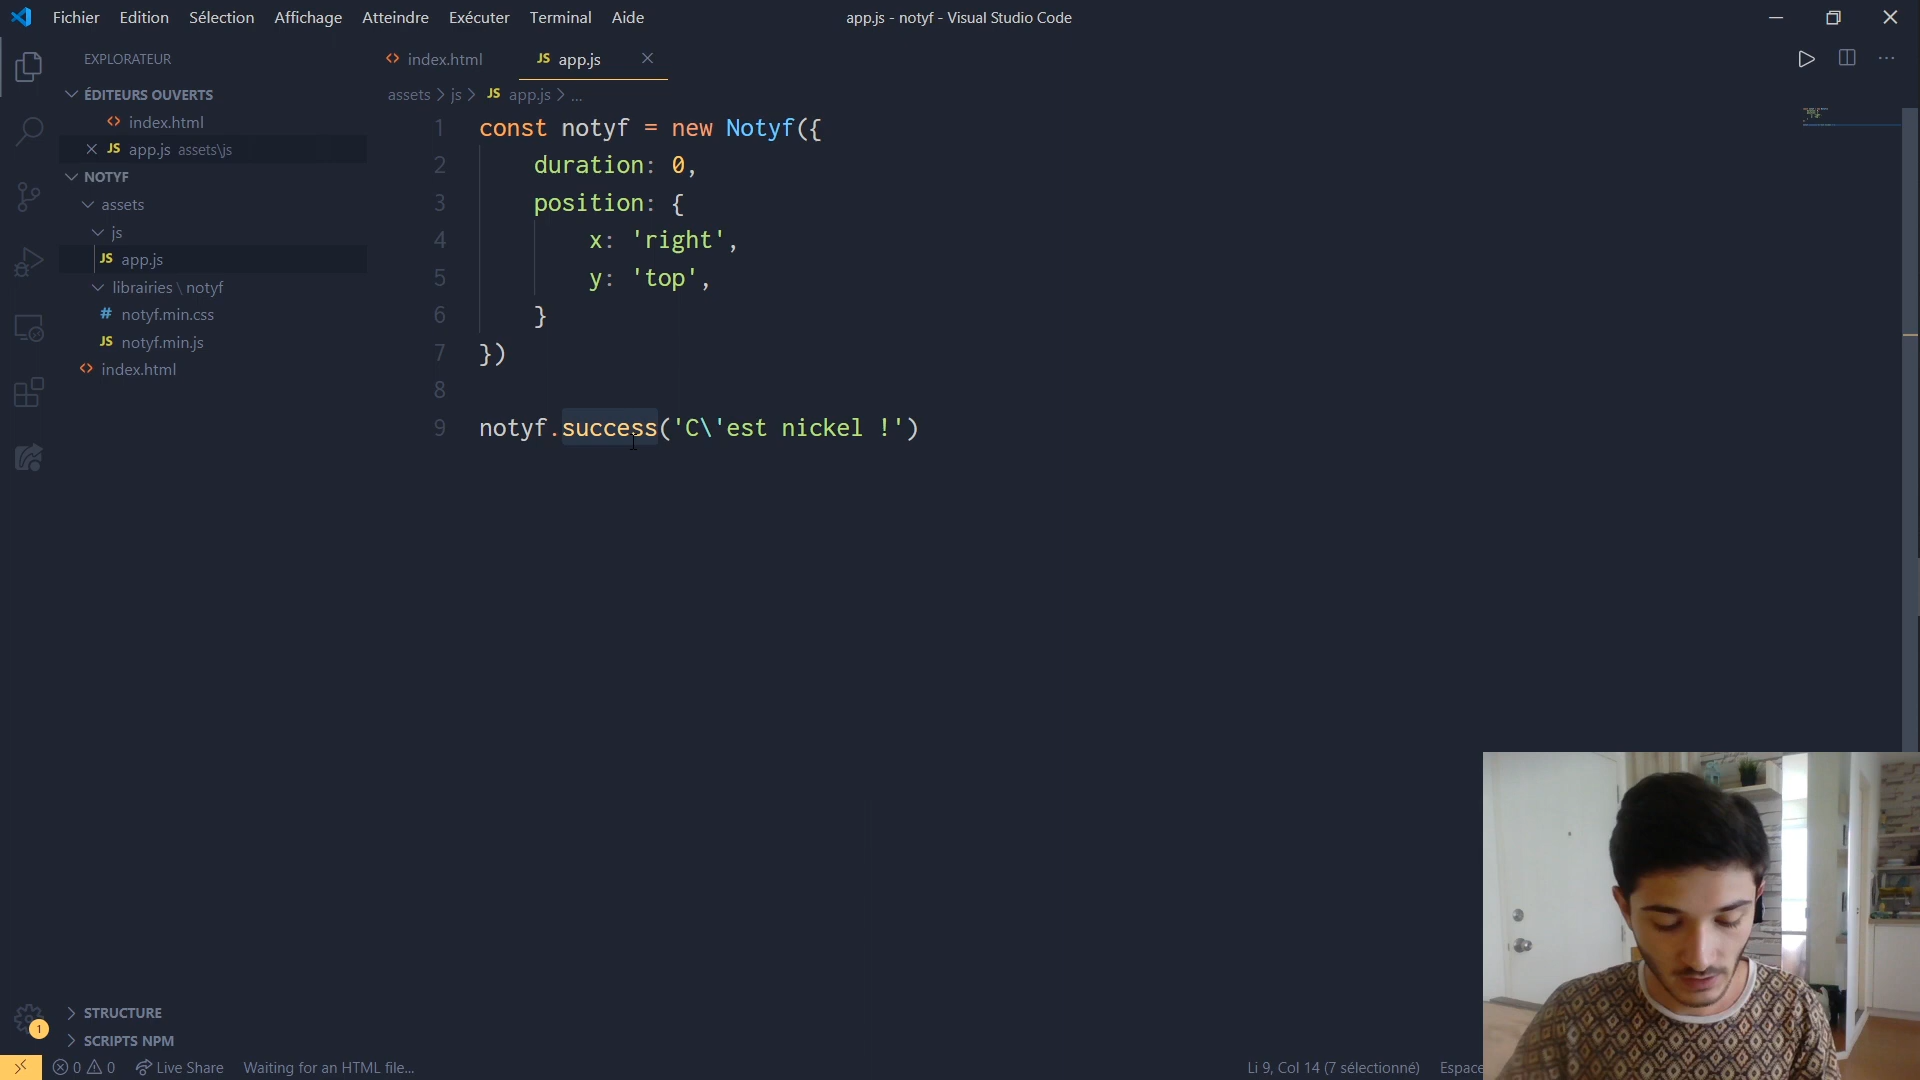 Fichier Edition Sélection Affichage Atteindre Exécuter Terminal Aide
app.js - notyf - Visual Studio Code
EXPLORATEUR
ÉDITEURS OUVERTS
index.html
JS app.js assets\js
NOTYF
assets
js
JS app.js
librairies \ notyf
# notyf.min.css
JS notyf.min.js
index.html
STRUCTURE
SCRIPTS NPM
index.html
JS app.js
assets > js > JS app.js > ...
1 const notyf = new Notyf({
2 duration: 0,
3 position: {
4 x: 'right',
5 y: 'top',
6 }
7 })
8
9 notyf.success('C\'est nickel !')
1
0 0 Live Share Waiting for an HTML file...
Li 9, Col 14 (7 sélectionné)